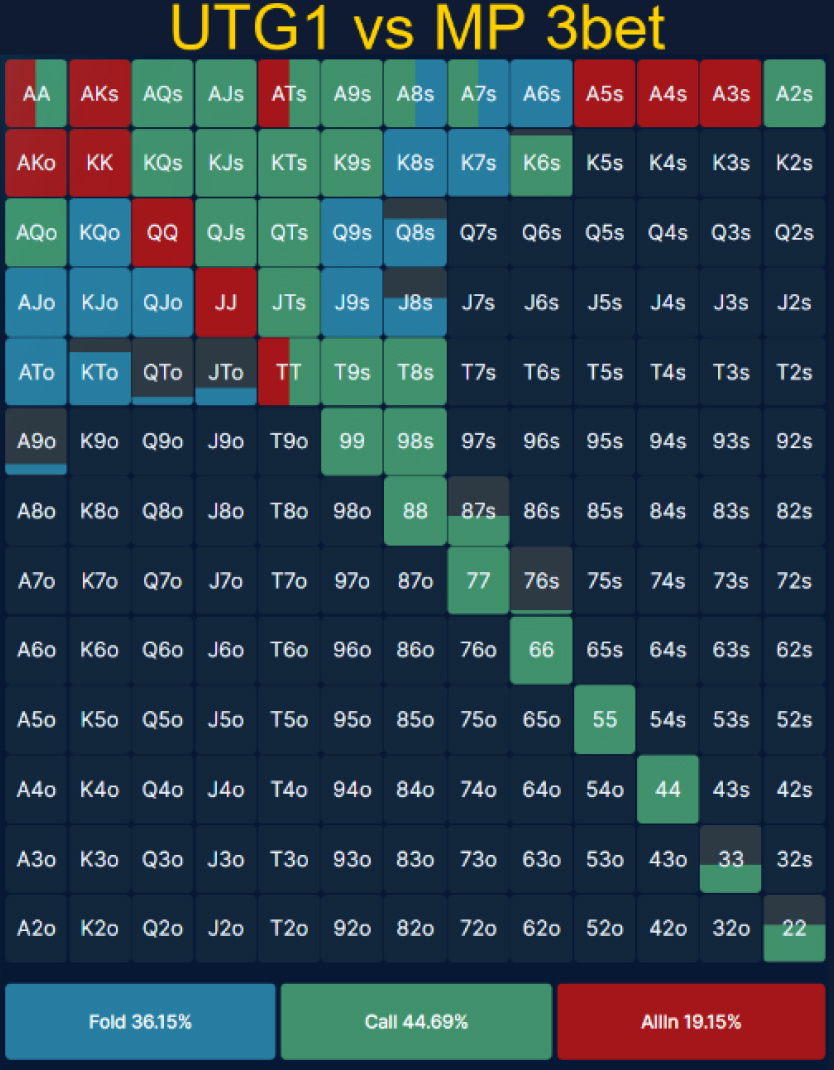 UTG1 vs MP 3bet
AA AKs AQs AJs ATs A9s A8s A7s A6s A5s A4s A3s A2s
AKo KK KQs KJs KTs K9s K8s K7s K6s K5s K4s K3s K2s
AQo KQo QQ QJs QTs Q9s Q8s Q7s Q6s Q5s Q4s Q3s Q2s
AJo KJo QJo JJ JTs J9s J8s J7s J6s J5s J4s J3s J2s
ATo KTo QTo JTo TT T9s T8s T7s T6s T5s T4s T3s T2s
A9o K9o Q9o J9o T9o 99 98s 97s 96s 95s 94s 93s 92s
A8o K8o Q8o J8o T8o 98o 88 87s 86s 85s 84s 83s 82s
A7o K7o Q7o J7o T7o 97o 87o 77 76s 75s 74s 73s 72s
A6o K6o Q6o J6o T6o 96o 86o 76o 66 65s 64s 63s 62s
A5o K5o Q5o J5o T5o 95o 85o 75o 65o 55 54s 53s 52s
A4o K4o Q4o J4o T4o 94o 84o 74o 64o 54o 44 43s 42s
A3o K3o Q3o J3o T3o 93o 83o 73o 63o 53o 43o 33 32s
A2o K2o Q2o J2o T2o 92o 82o 72o 62o 52o 42o 32o 22
Fold 36.15% Call 44.69% AllIn 19.15%